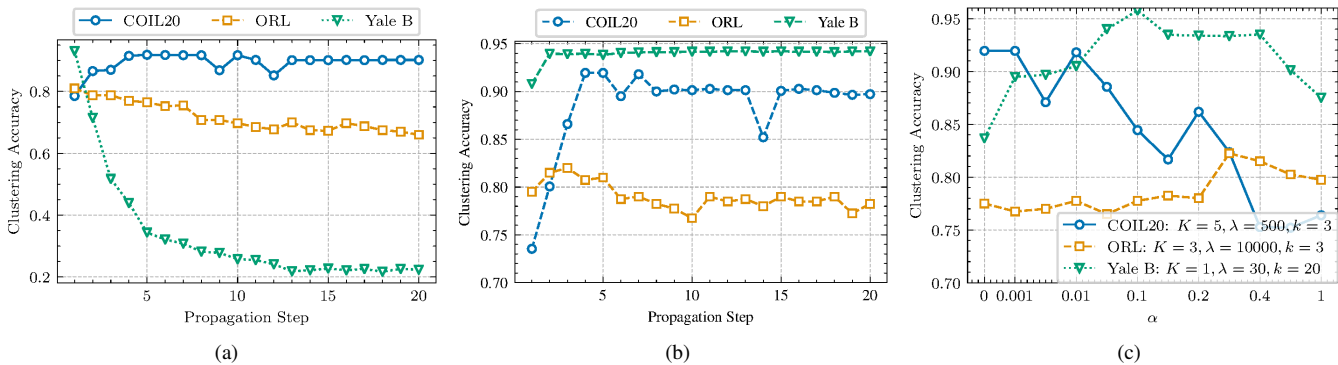 COIL20 ORL Yale B
Clustering Accuracy
0.8
0.6
0.4
0.2
5 10 15 20
Propagation Step
(a)
COIL20 ORL Yale B
Clustering Accuracy
0.95
0.90
0.85
0.80
0.75
0.70
5 10 15 20
Propagation Step
(b)
Clustering Accuracy
0.95
0.90
0.85
0.80
0.75
0.70
COIL20: K = 5, λ = 500, k = 3
ORL: K = 3, λ = 10000, k = 3
Yale B: K = 1, λ = 30, k = 20
0 0.001 0.01 0.1 0.2 0.4 1
α
(c)